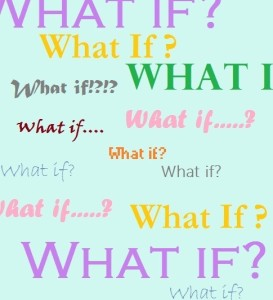 WHAT IF?
What If ?
WHAT I
What if!?!?
What if.....?
What if....
What if?
What if?
What if?
hat if.....?
What If ?
WHAT IF?
What if?